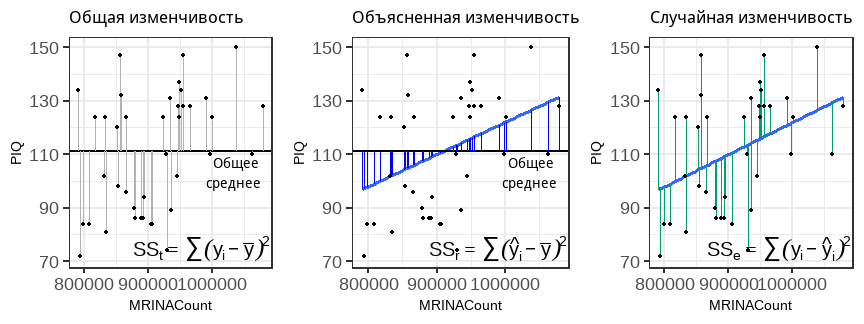 Общая изменчивость
150
130
110
90
70
PIQ
Общее
среднее
SSt = ∑(yi − y̅)²
800000 900000 1000000
MRINACount
Объясненная изменчивость
150
130
110
90
70
PIQ
Общее
среднее
SSr = ∑(ŷi − y̅)²
800000 900000 1000000
MRINACount
Случайная изменчивость
150
130
110
90
70
PIQ
SSe = ∑(yi − ŷi)²
800000 900000 1000000
MRINACount